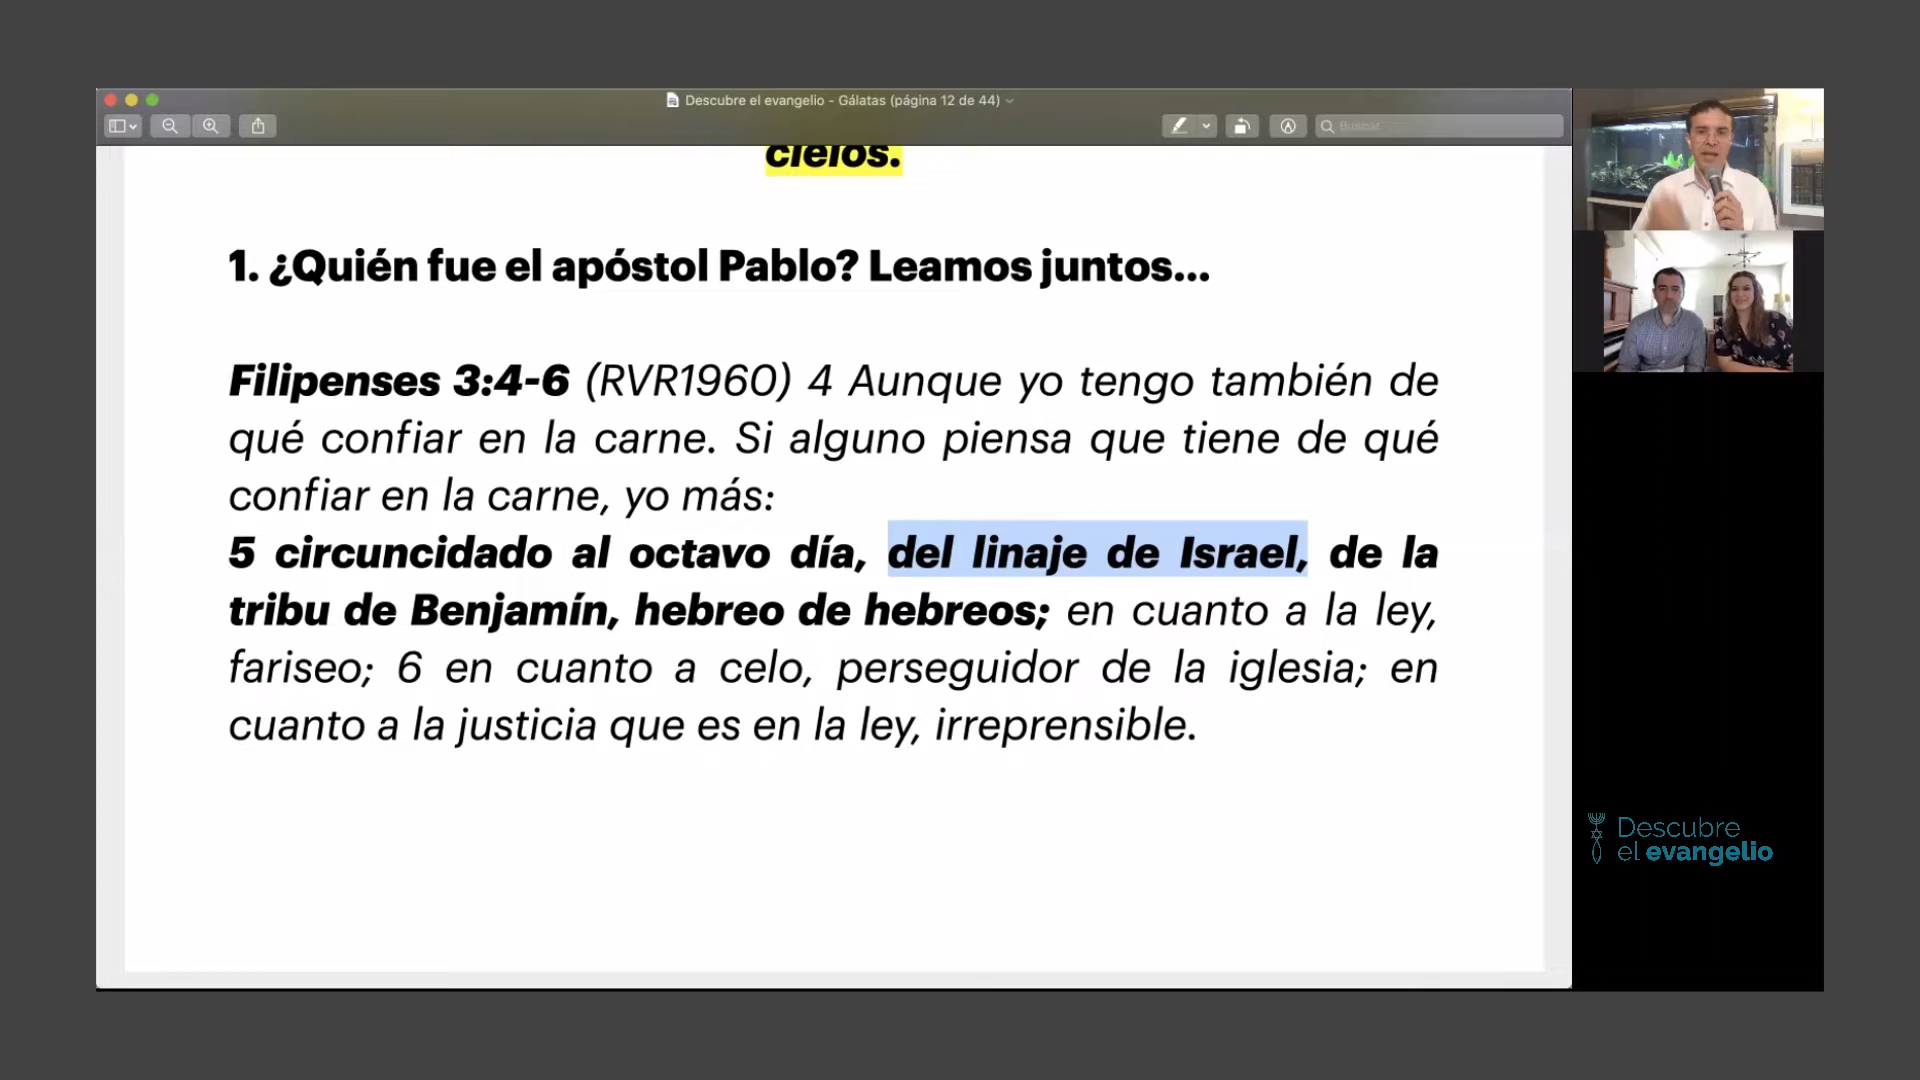 Descubre el evangelio - Gálatas (página 12 de 44)
Buscar
cielos.
1. ¿Quién fue el apóstol Pablo? Leamos juntos...
Filipenses 3:4-6 (RVR1960) 4 Aunque yo tengo también de
qué confiar en la carne. Si alguno piensa que tiene de qué
confiar en la carne, yo más:
5 circuncidado al octavo día, del linaje de Israel, de la
tribu de Benjamín, hebreo de hebreos; en cuanto a la ley,
fariseo; 6 en cuanto a celo, perseguidor de la iglesia; en
cuanto a la justicia que es en la ley, irreprensible.
Descubre
el evangelio